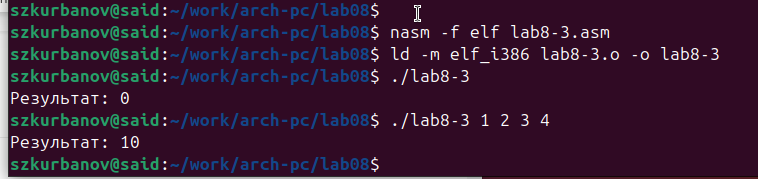 szkurbanov@said:~/work/arch-pc/lab08$
szkurbanov@said:~/work/arch-pc/lab08$ nasm -f elf lab8-3.asm
szkurbanov@said:~/work/arch-pc/lab08$ ld -m elf_i386 lab8-3.o -o lab8-3
szkurbanov@said:~/work/arch-pc/lab08$ ./lab8-3
Результат: 0
szkurbanov@said:~/work/arch-pc/lab08$ ./lab8-3 1 2 3 4
Результат: 10
szkurbanov@said:~/work/arch-pc/lab08$